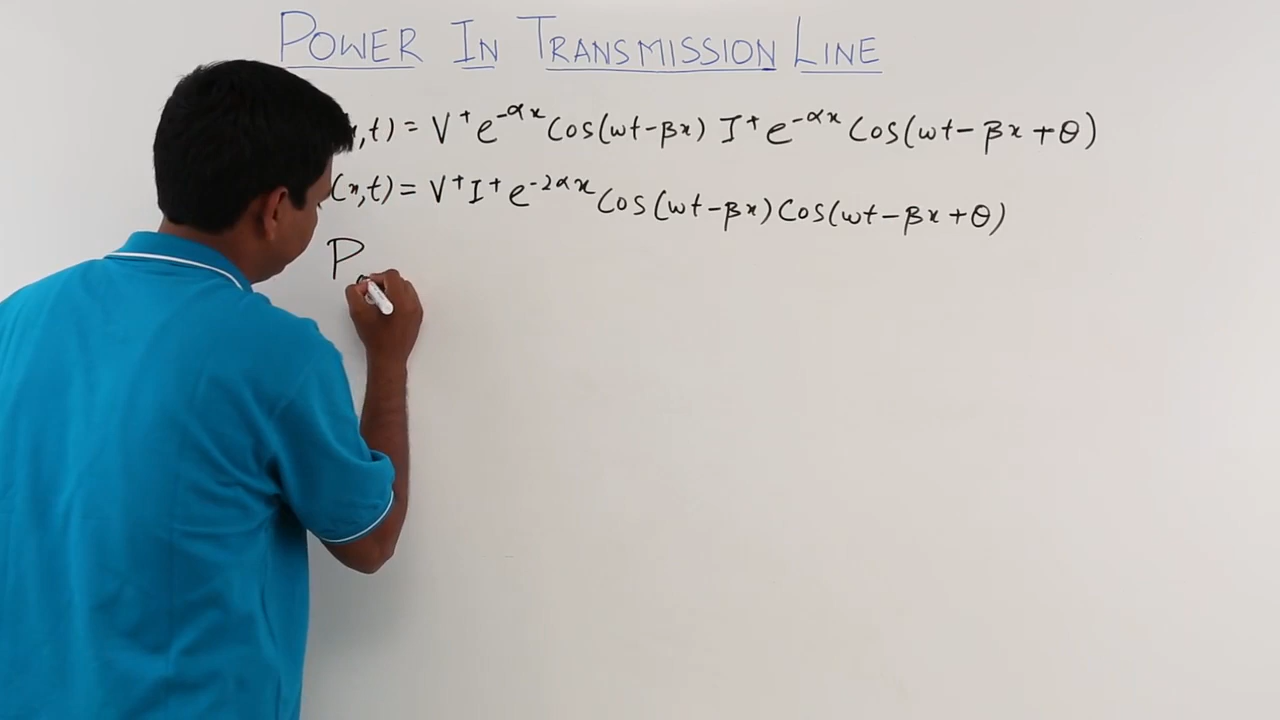 POWER IN TRANSMISSION LINE
,t) = V⁺e^-αx Cos(ωt-βx) I⁺e^-αx Cos(ωt-βx+θ)
(x,t) = V⁺I⁺e^-2αx Cos(ωt-βx) Cos(ωt-βx+θ)
P